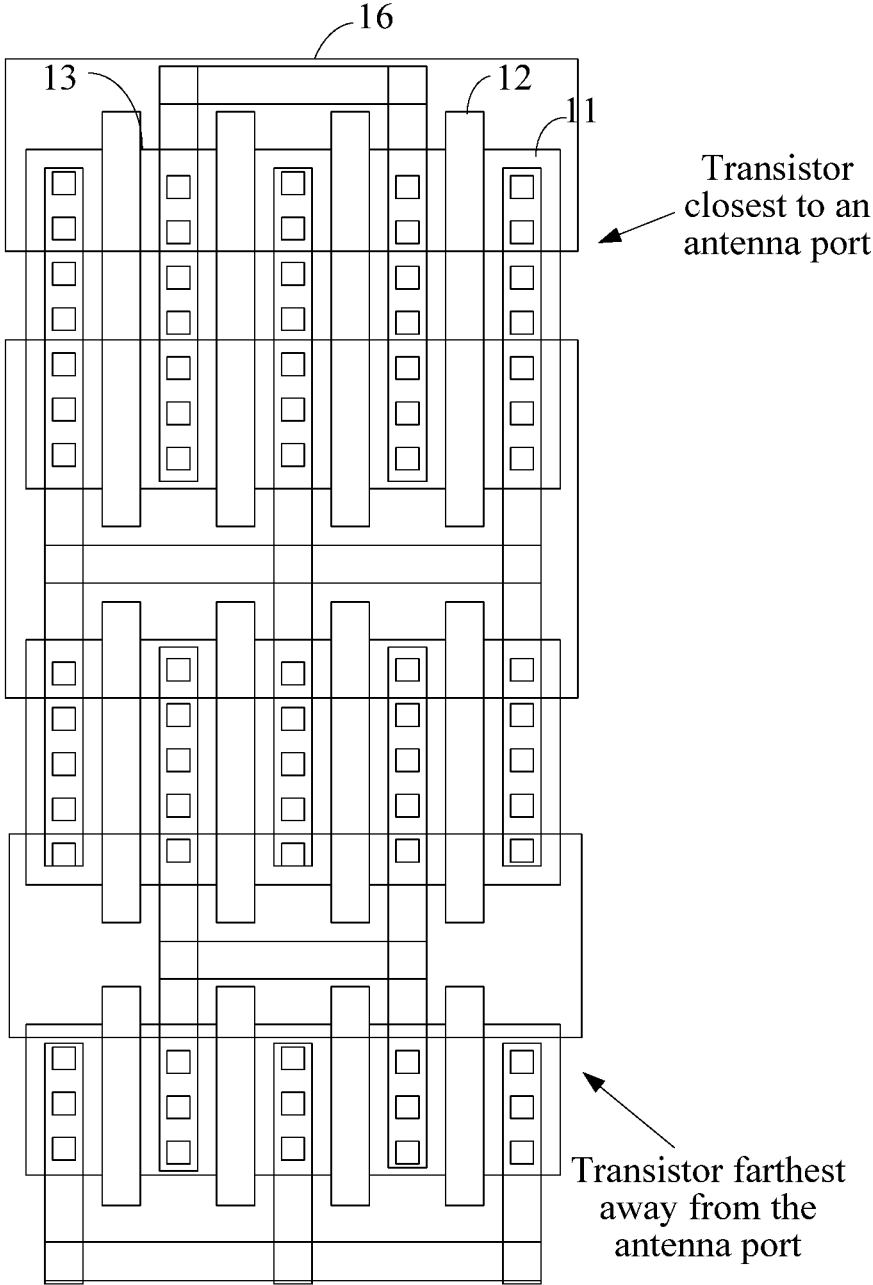 16
13
12
11
Transistor
closest to an
antenna port
Transistor farthest
away from the
antenna port